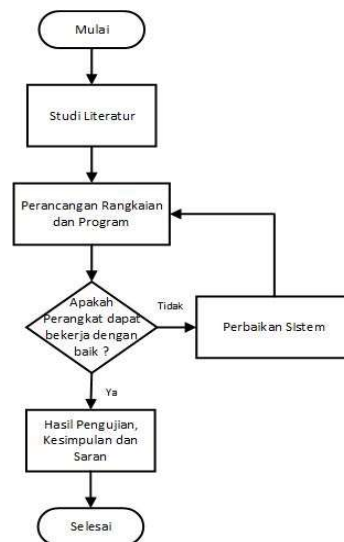 Mulai
Studi Literatur
Perancangan Rangkaian
dan Program
Apakah
Perangkat dapat
bekerja dengan
baik ?
Tidak
Perbaikan Sistem
Ya
Hasil Pengujian,
Kesimpulan dan
Saran
Selesai